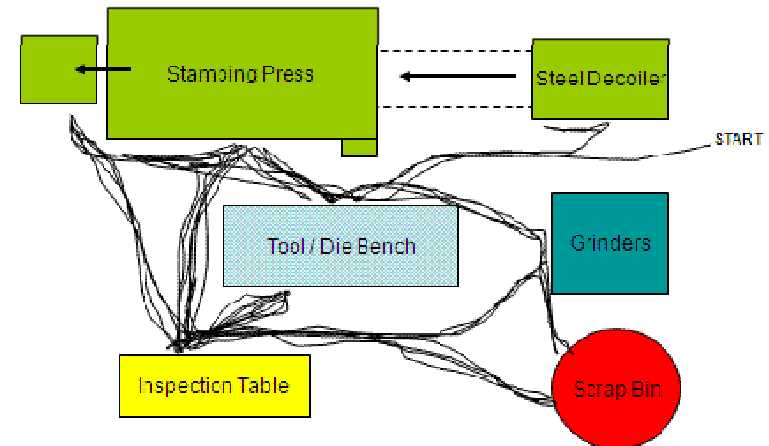 Stamping Press
Steel Decoiler
START
Tool / Die Bench
Grinders
Inspection Table
Scrap Bin